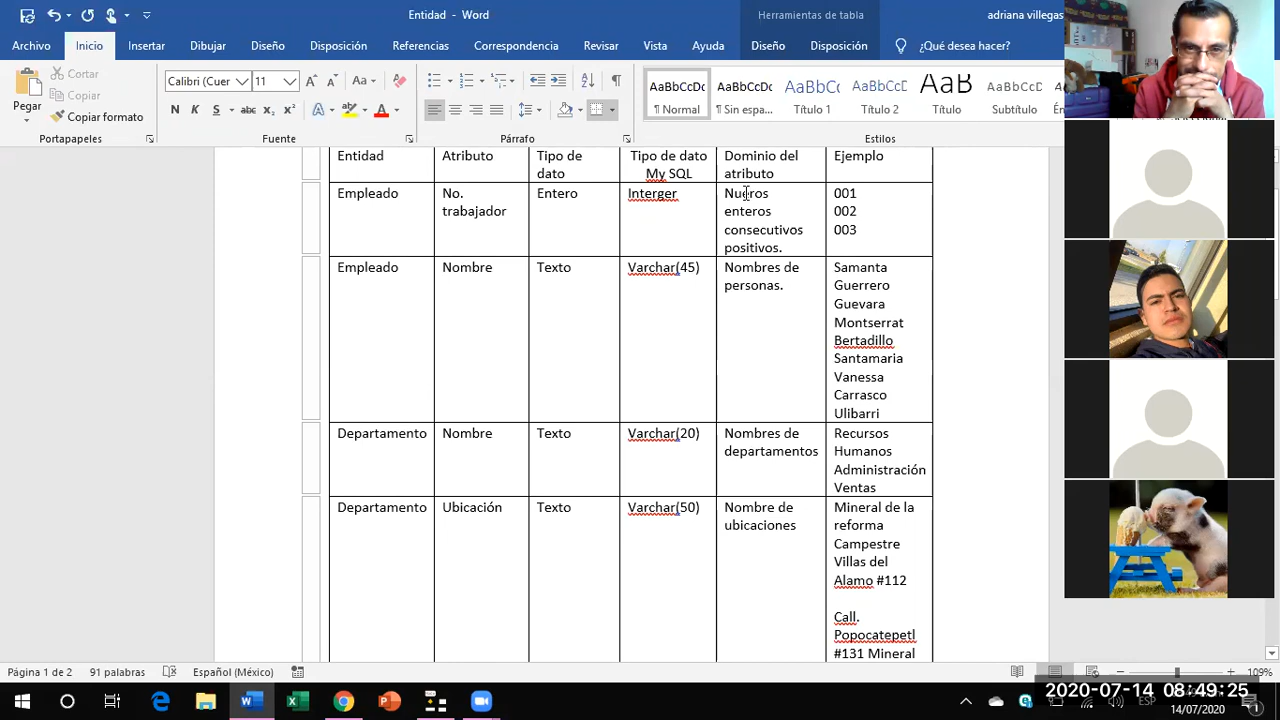 Entidad - Word
Herramientas de tabla
adriana villegas
Archivo Inicio Insertar Dibujar Diseño Disposición Referencias Correspondencia Revisar Vista Ayuda Diseño Disposición ¿Qué desea hacer?
Pegar
Cortar
Copiar
Copiar formato
Portapapeles
Calibri (Cuer 11
Fuente
Párrafo
AaBbCcDc AaBbCcDc AaBbCc AaBbCcD AaB AaBbCcD
¶ Normal ¶ Sin espa... Título 1 Título 2 Título Subtítulo
Estilos
Entidad Atributo Tipo de Tipo de dato Dominio del Ejemplo
dato My SQL atributo
Empleado No. Entero Interger Nueros 001
trabajador enteros 002
consecutivos 003
positivos.
Empleado Nombre Texto Varchar(45) Nombres de Samanta
personas. Guerrero
Guevara
Montserrat
Bertadillo
Santamaria
Vanessa
Carrasco
Ulibarri
Departamento Nombre Texto Varchar(20) Nombres de Recursos
departamentos Humanos
Administración
Ventas
Departamento Ubicación Texto Varchar(50) Nombre de Mineral de la
ubicaciones reforma
Campestre
Villas del
Alamo #112
Call.
Popocatepetl
#131 Mineral
Página 1 de 2 91 palabras Español (México) 109%
2020-07-14 08:49:25
ESP
14/07/2020